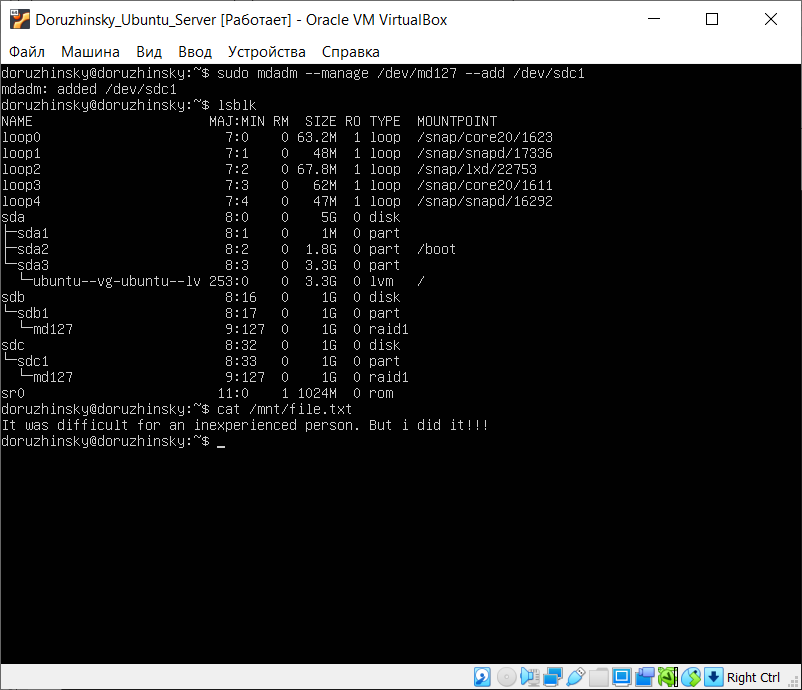 Doruzhinsky_Ubuntu_Server [Работает] - Oracle VM VirtualBox
Файл Машина Вид Ввод Устройства Справка
doruzhinsky@doruzhinsky:~$ sudo mdadm --manage /dev/md127 --add /dev/sdc1
mdadm: added /dev/sdc1
doruzhinsky@doruzhinsky:~$ lsblk
NAME                      MAJ:MIN RM  SIZE RO TYPE  MOUNTPOINT
loop0                       7:0    0 63.2M  1 loop  /snap/core20/1623
loop1                       7:1    0   48M  1 loop  /snap/snapd/17336
loop2                       7:2    0 67.8M  1 loop  /snap/lxd/22753
loop3                       7:3    0   62M  1 loop  /snap/core20/1611
loop4                       7:4    0   47M  1 loop  /snap/snapd/16292
sda                         8:0    0    5G  0 disk
├─sda1                      8:1    0    1M  0 part
├─sda2                      8:2    0  1.8G  0 part  /boot
└─sda3                      8:3    0  3.3G  0 part
  └─ubuntu--vg-ubuntu--lv 253:0    0  3.3G  0 lvm   /
sdb                         8:16   0    1G  0 disk
└─sdb1                      8:17   0    1G  0 part
  └─md127                   9:127  0    1G  0 raid1
sdc                         8:32   0    1G  0 disk
└─sdc1                      8:33   0    1G  0 part
  └─md127                   9:127  0    1G  0 raid1
sr0                        11:0    1 1024M  0 rom
doruzhinsky@doruzhinsky:~$ cat /mnt/file.txt
It was difficult for an inexperienced person. But i did it!!!
doruzhinsky@doruzhinsky:~$ _
Right Ctrl